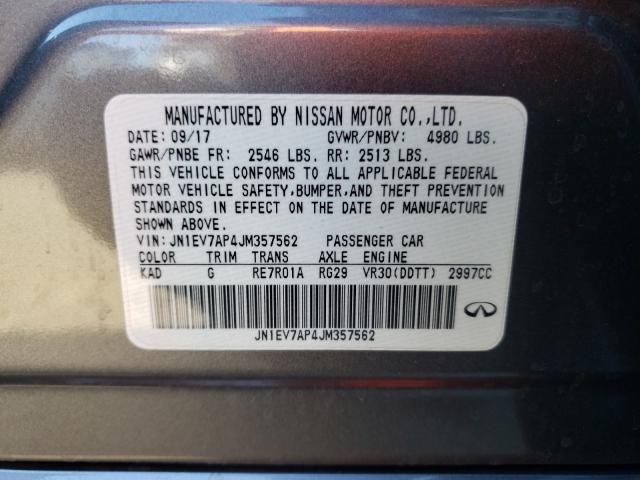 MANUFACTURED BY NISSAN MOTOR CO.,LTD.
DATE: 09/17 GVWR/PNBV: 4980 LBS.
GAWR/PNBE FR: 2546 LBS. RR: 2513 LBS.
THIS VEHICLE CONFORMS TO ALL APPLICABLE FEDERAL
MOTOR VEHICLE SAFETY,BUMPER,AND THEFT PREVENTION
STANDARDS IN EFFECT ON THE DATE OF MANUFACTURE
SHOWN ABOVE.
VIN: JN1EV7AP4JM357562 PASSENGER CAR
COLOR TRIM TRANS AXLE ENGINE
KAD G RE7R01A RG29 VR30(DDTT) 2997CC
JN1EV7AP4JM357562